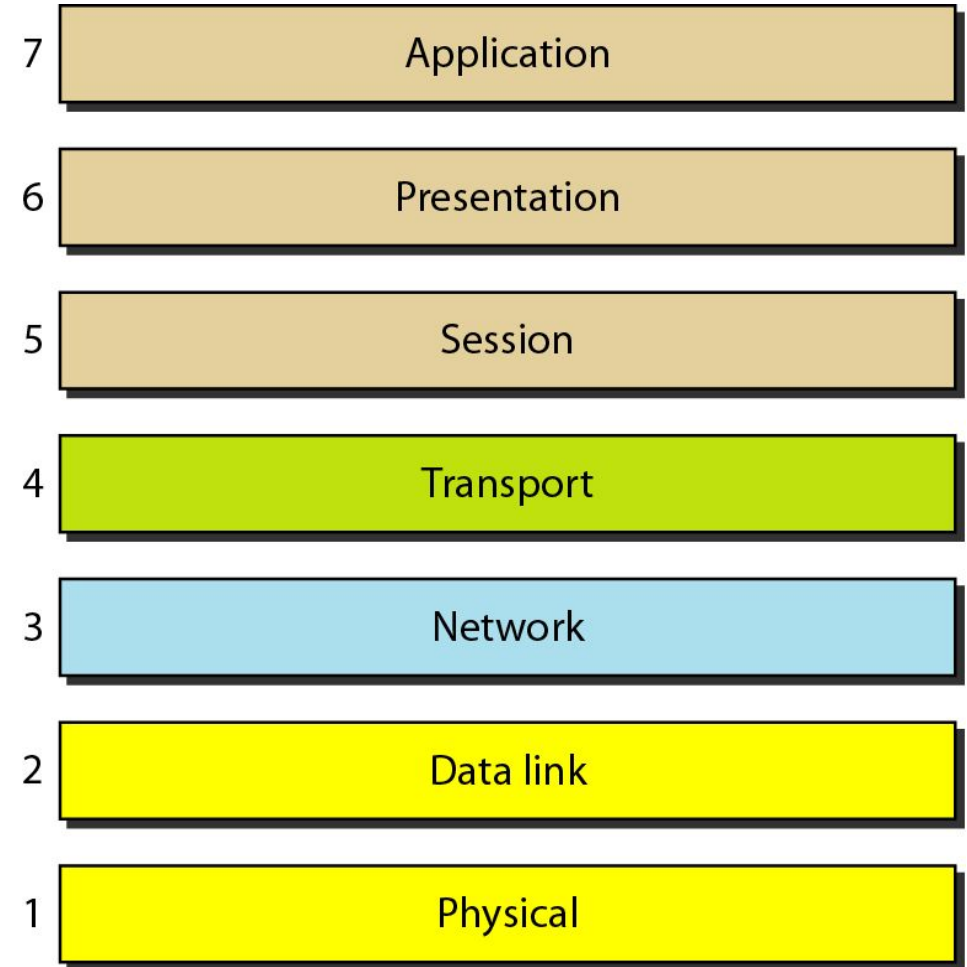 7 Application
6 Presentation
5 Session
4 Transport
3 Network
2 Data link
1 Physical